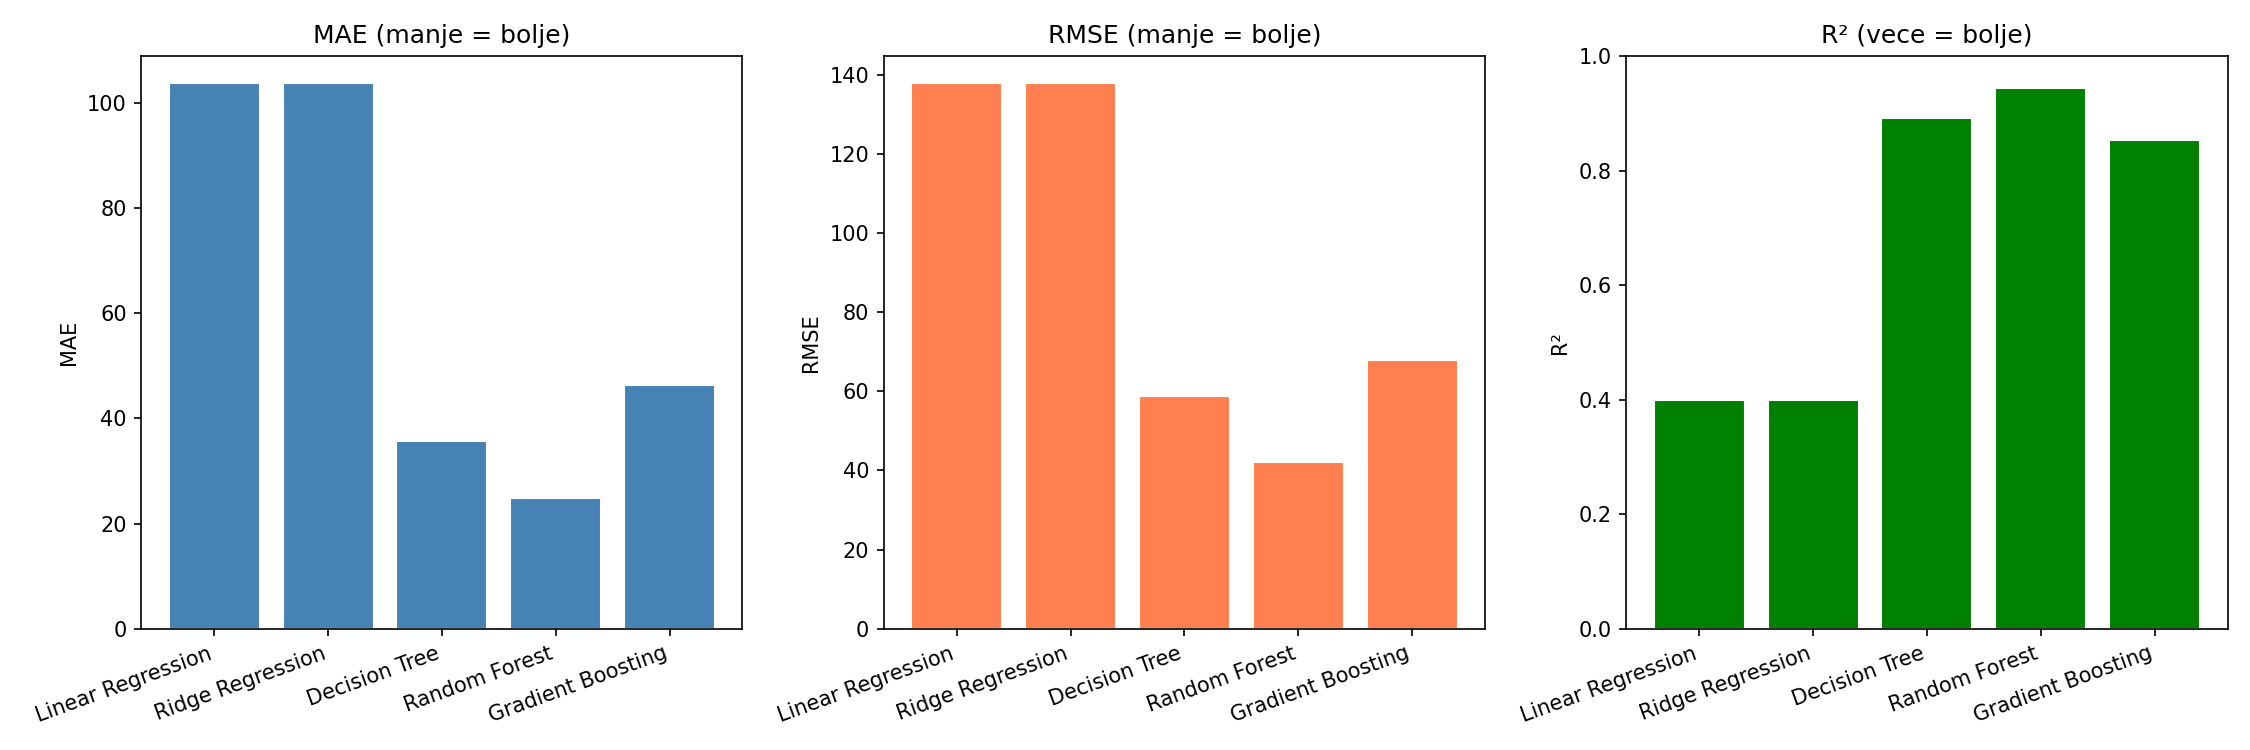 MAE (manje = bolje)
MAE
100
80
60
40
20
0
Linear Regression
Ridge Regression
Decision Tree
Random Forest
Gradient Boosting
RMSE (manje = bolje)
RMSE
140
120
100
80
60
40
20
0
Linear Regression
Ridge Regression
Decision Tree
Random Forest
Gradient Boosting
R² (vece = bolje)
R²
1.0
0.8
0.6
0.4
0.2
0.0
Linear Regression
Ridge Regression
Decision Tree
Random Forest
Gradient Boosting